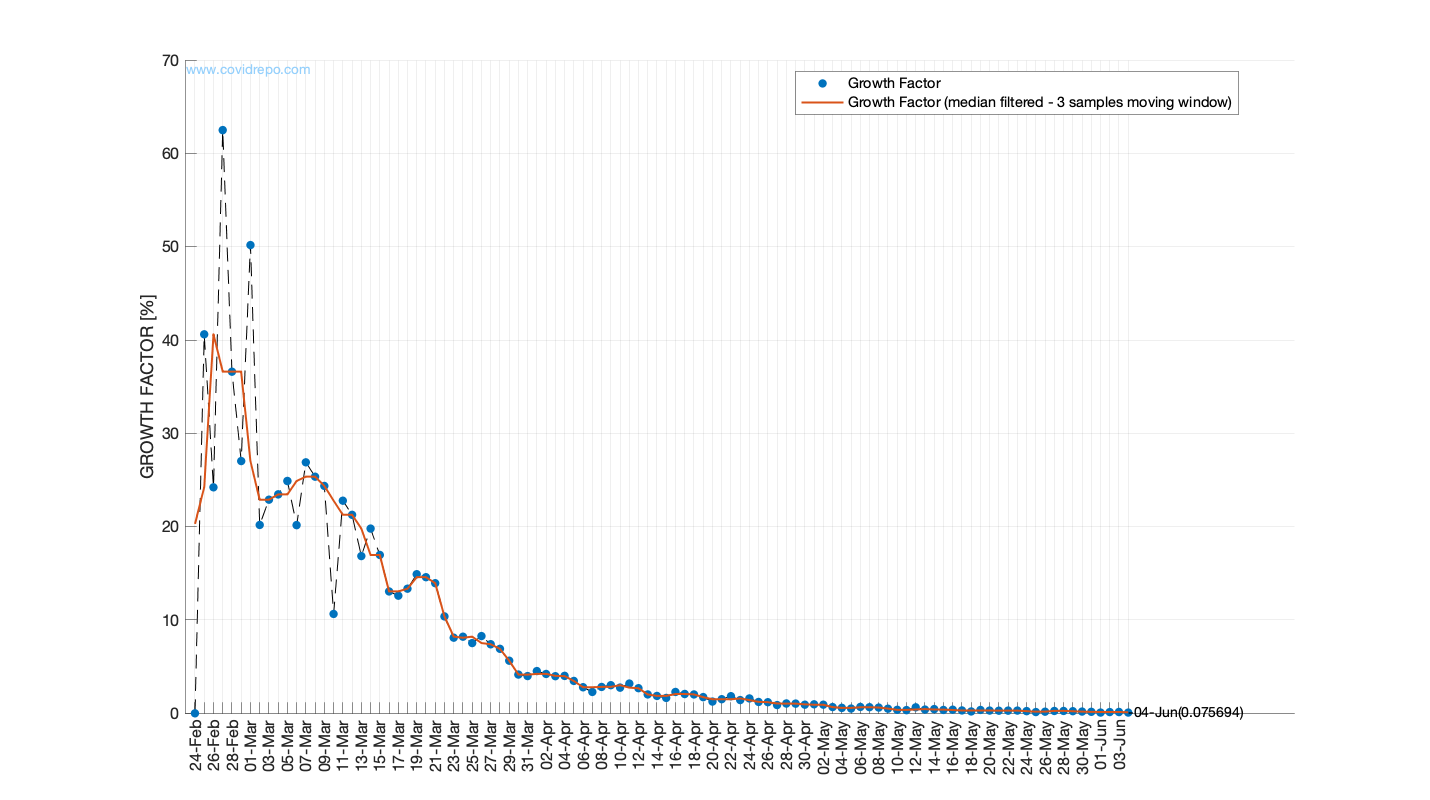 70
www.covidrepo.com
Growth Factor
Growth Factor (median filtered - 3 samples moving window)
60
50
40
30
20
10
0
GROWTH FACTOR [%]
04-Jun(0.075694)
24-Feb
26-Feb
28-Feb
01-Mar
03-Mar
05-Mar
07-Mar
09-Mar
11-Mar
13-Mar
15-Mar
17-Mar
19-Mar
21-Mar
23-Mar
25-Mar
27-Mar
29-Mar
31-Mar
02-Apr
04-Apr
06-Apr
08-Apr
10-Apr
12-Apr
14-Apr
16-Apr
18-Apr
20-Apr
22-Apr
24-Apr
26-Apr
28-Apr
30-Apr
02-May
04-May
06-May
08-May
10-May
12-May
14-May
16-May
18-May
20-May
22-May
24-May
26-May
28-May
30-May
01-Jun
03-Jun